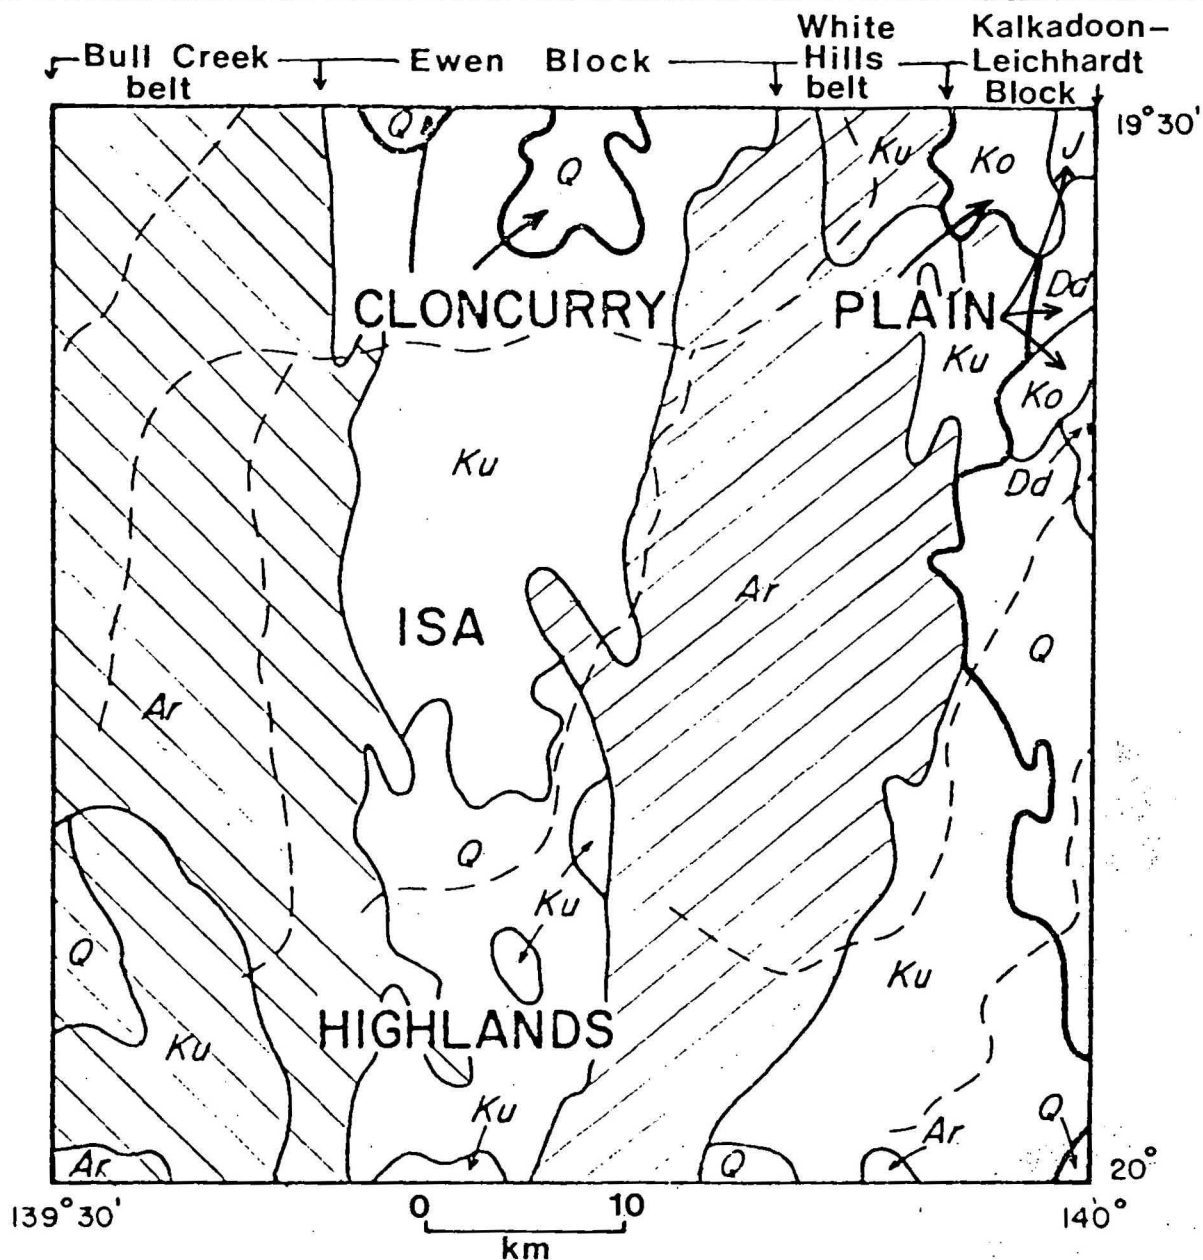 Bull Creek belt
Ewen Block
White Hills belt
Kalkadoon–Leichhardt Block
19°30'
Q
Q
Ku
Ko
J
CLONCURRY
PLAIN
Dd
Ku
Ko
Ku
Dd
Ar
ISA
Q
Ar
Q
Ku
Q
Ku
HIGHLANDS
Ku
Ku
Ar
Q
Ar
Q
20°
139°30'
0
10
140°
km